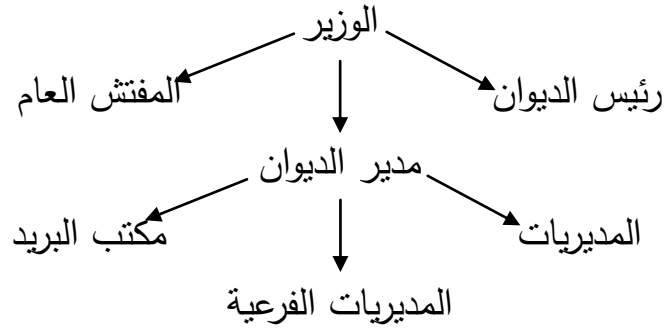 الوزير
رئيس الديوان المفتش العام
مدير الديوان
المديريات مكتب البريد
المديريات الفرعية